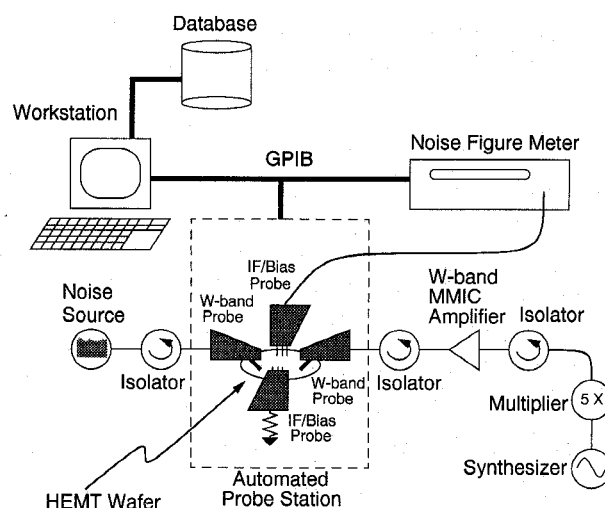 Database
Workstation
GPIB
Noise Figure Meter
IF/Bias
Probe
W-band
Probe
Noise
Source
Isolator
W-band
MMIC
Amplifier
Isolator
Isolator
W-band
Probe
IF/Bias
Probe
Multiplier
5 X
Synthesizer
HEMT Wafer
Automated
Probe Station